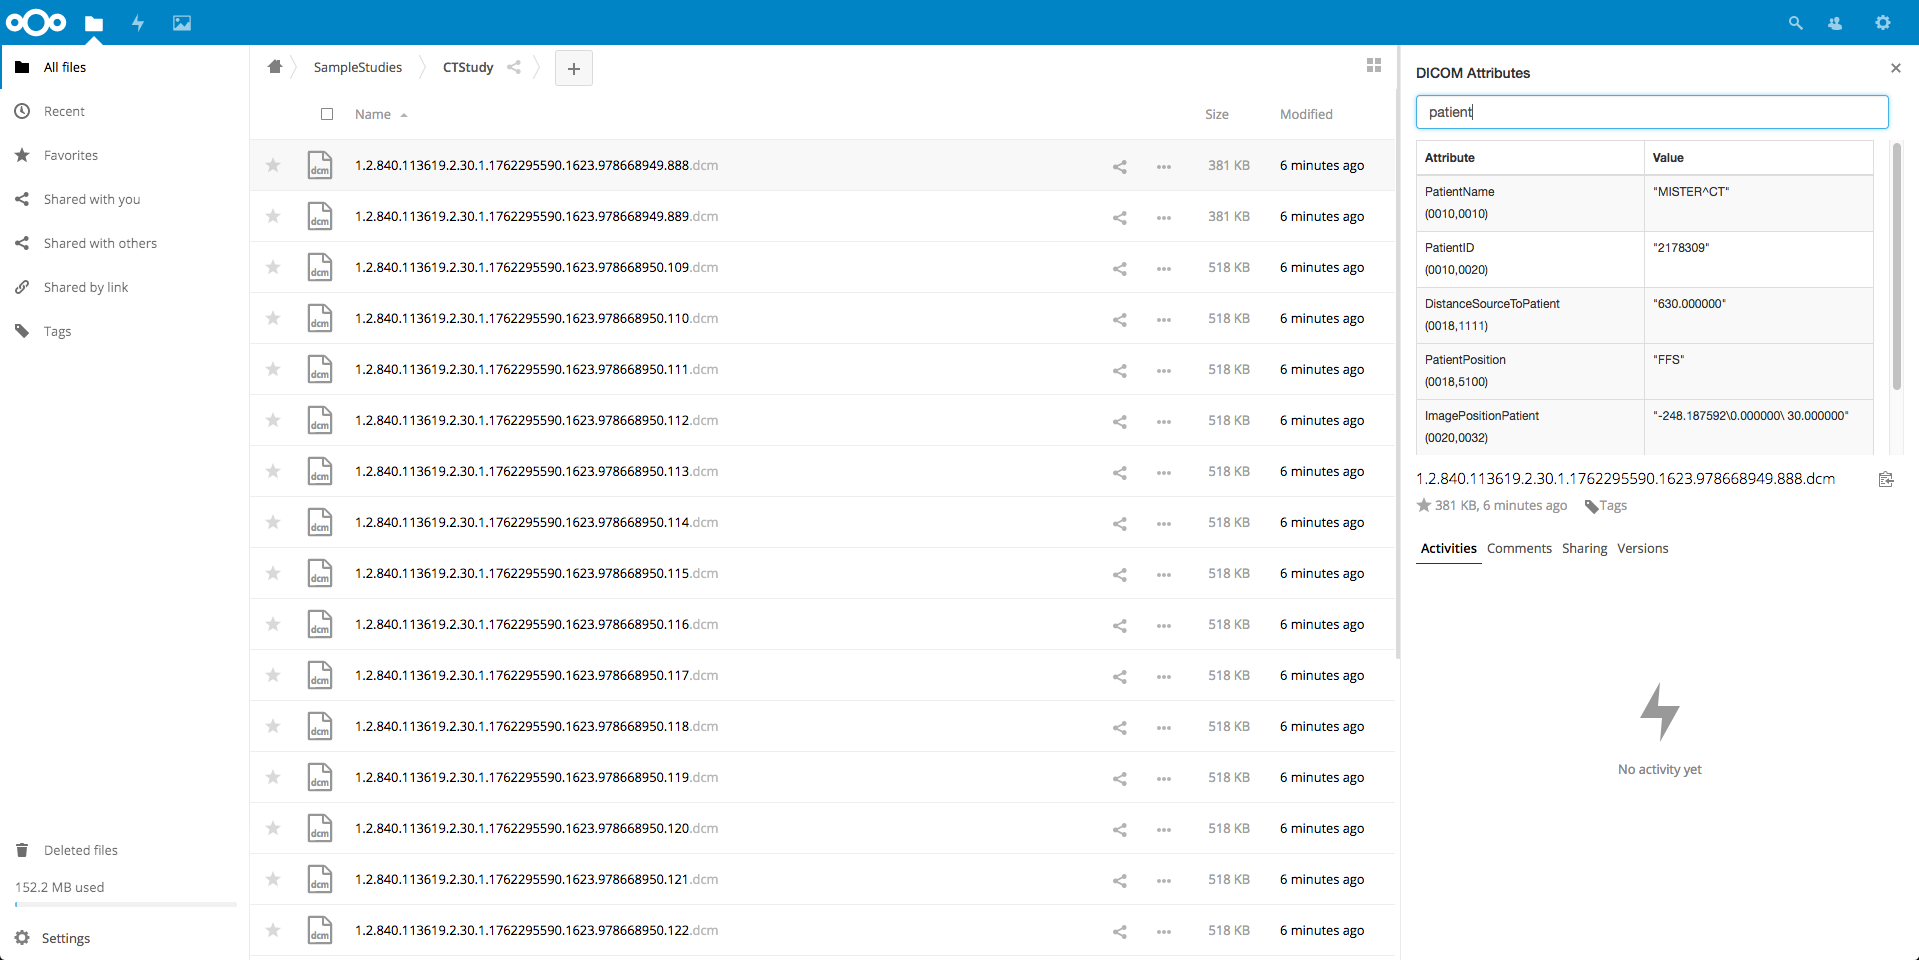 All files
Recent
Favorites
Shared with you
Shared with others
Shared by link
Tags
Deleted files
152.2 MB used
Settings
SampleStudies CTStudy +
Name Size Modified
dcm 1.2.840.113619.2.30.1.1762295590.1623.978668949.888.dcm 381 KB 6 minutes ago
dcm 1.2.840.113619.2.30.1.1762295590.1623.978668949.889.dcm 381 KB 6 minutes ago
dcm 1.2.840.113619.2.30.1.1762295590.1623.978668950.109.dcm 518 KB 6 minutes ago
dcm 1.2.840.113619.2.30.1.1762295590.1623.978668950.110.dcm 518 KB 6 minutes ago
dcm 1.2.840.113619.2.30.1.1762295590.1623.978668950.111.dcm 518 KB 6 minutes ago
dcm 1.2.840.113619.2.30.1.1762295590.1623.978668950.112.dcm 518 KB 6 minutes ago
dcm 1.2.840.113619.2.30.1.1762295590.1623.978668950.113.dcm 518 KB 6 minutes ago
dcm 1.2.840.113619.2.30.1.1762295590.1623.978668950.114.dcm 518 KB 6 minutes ago
dcm 1.2.840.113619.2.30.1.1762295590.1623.978668950.115.dcm 518 KB 6 minutes ago
dcm 1.2.840.113619.2.30.1.1762295590.1623.978668950.116.dcm 518 KB 6 minutes ago
dcm 1.2.840.113619.2.30.1.1762295590.1623.978668950.117.dcm 518 KB 6 minutes ago
dcm 1.2.840.113619.2.30.1.1762295590.1623.978668950.118.dcm 518 KB 6 minutes ago
dcm 1.2.840.113619.2.30.1.1762295590.1623.978668950.119.dcm 518 KB 6 minutes ago
dcm 1.2.840.113619.2.30.1.1762295590.1623.978668950.120.dcm 518 KB 6 minutes ago
dcm 1.2.840.113619.2.30.1.1762295590.1623.978668950.121.dcm 518 KB 6 minutes ago
dcm 1.2.840.113619.2.30.1.1762295590.1623.978668950.122.dcm 518 KB 6 minutes ago
DICOM Attributes
patient
Attribute Value
PatientName "MISTER^CT"
(0010,0010)
PatientID "2178309"
(0010,0020)
DistanceSourceToPatient "630.000000"
(0018,1111)
PatientPosition "FFS"
(0018,5100)
ImagePositionPatient "-248.187592\0.000000\ 30.000000"
(0020,0032)
1.2.840.113619.2.30.1.1762295590.1623.978668949.888.dcm
381 KB, 6 minutes ago Tags
Activities Comments Sharing Versions
No activity yet